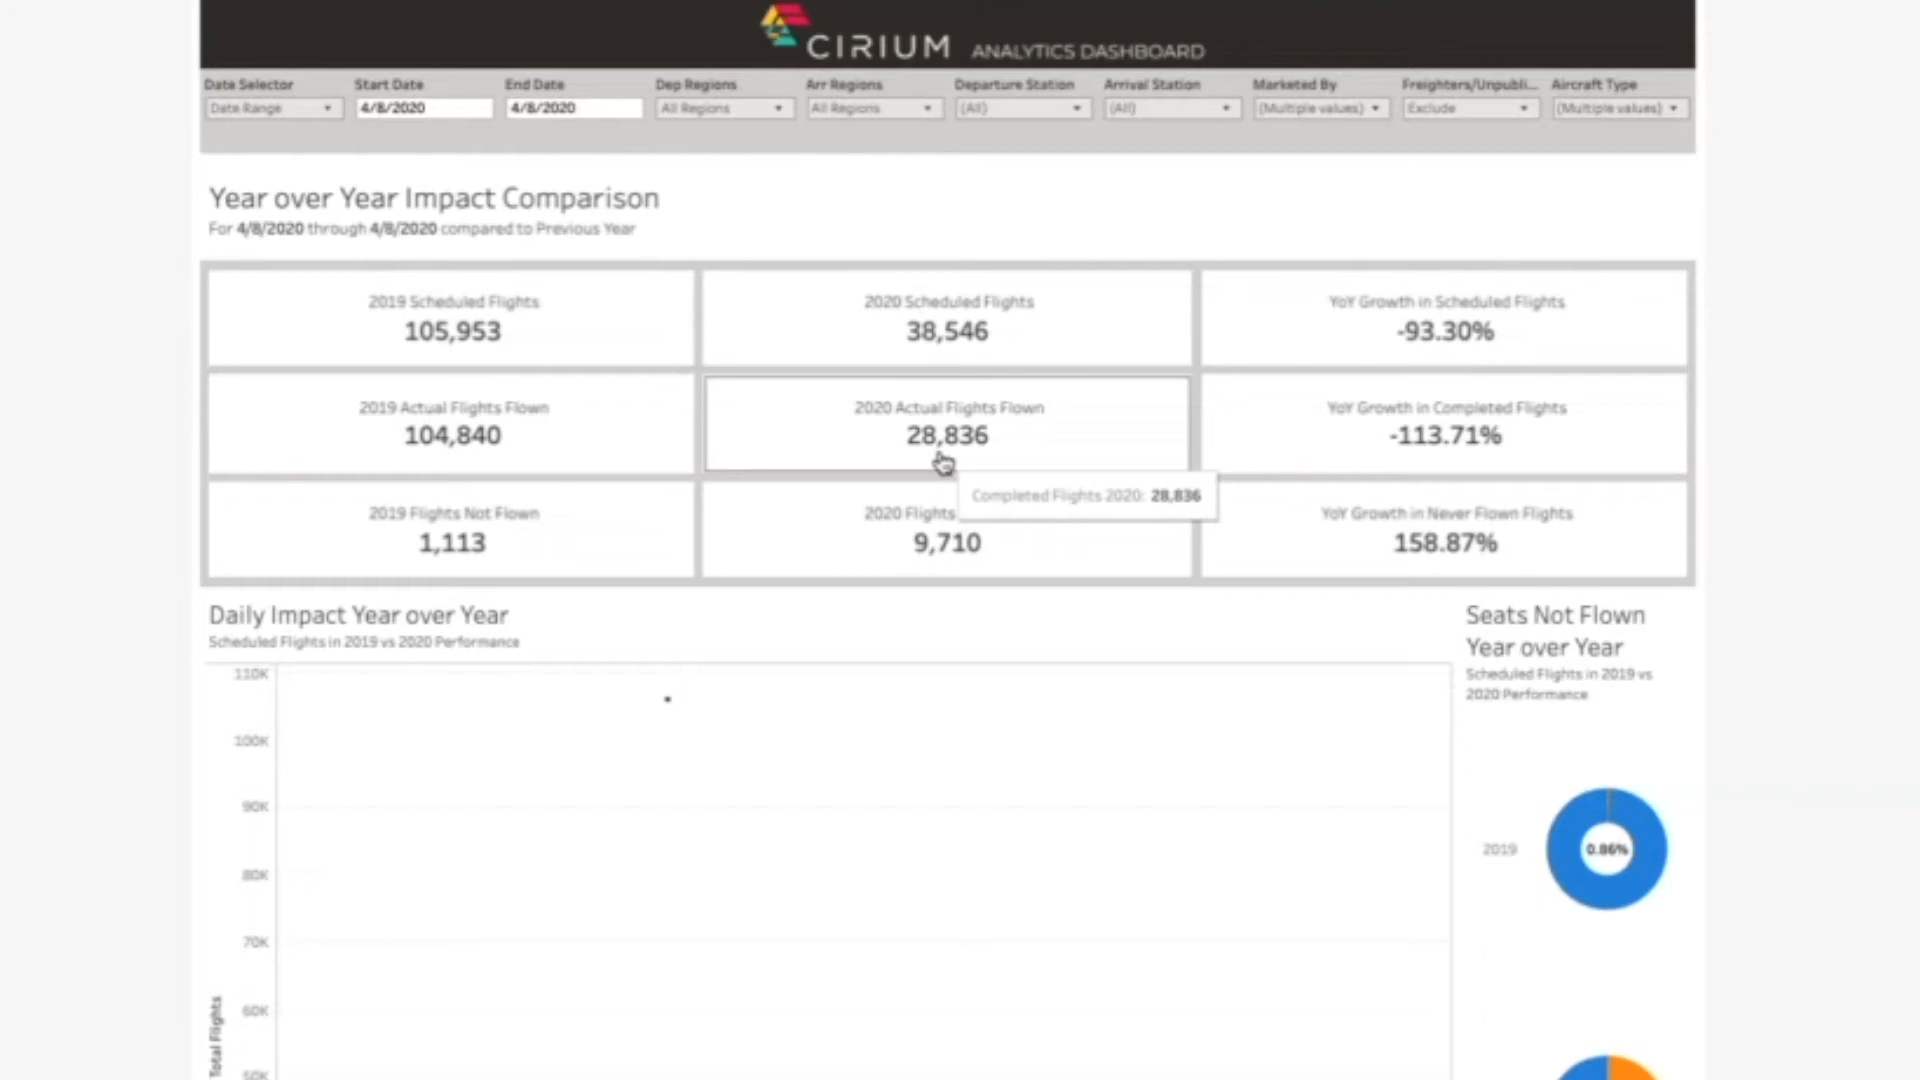 CIRIUM ANALYTICS DASHBOARD
Date Selector Start Date End Date Dep Regions Arr Regions Departure Station Arrival Station Marketed By Freighters/Unpubli... Aircraft Type
Date Range 4/8/2020 4/8/2020 All Regions All Regions (All) (All) (Multiple values) Exclude (Multiple values)
Year over Year Impact Comparison
For 4/8/2020 through 4/8/2020 compared to Previous Year
2019 Scheduled Flights 2020 Scheduled Flights YoY Growth in Scheduled Flights
105,953 38,546 -93.30%
2019 Actual Flights Flown 2020 Actual Flights Flown YoY Growth in Completed Flights
104,840 28,836 -113.71%
Completed Flights 2020: 28,836
2019 Flights Not Flown 2020 Flights YoY Growth in Never Flown Flights
1,113 9,710 158.87%
Daily Impact Year over Year
Scheduled Flights in 2019 vs 2020 Performance
110K
100K
90K
80K
70K
60K
50K
Total Flights
Seats Not Flown
Year over Year
Scheduled Flights in 2019 vs
2020 Performance
2019 0.86%